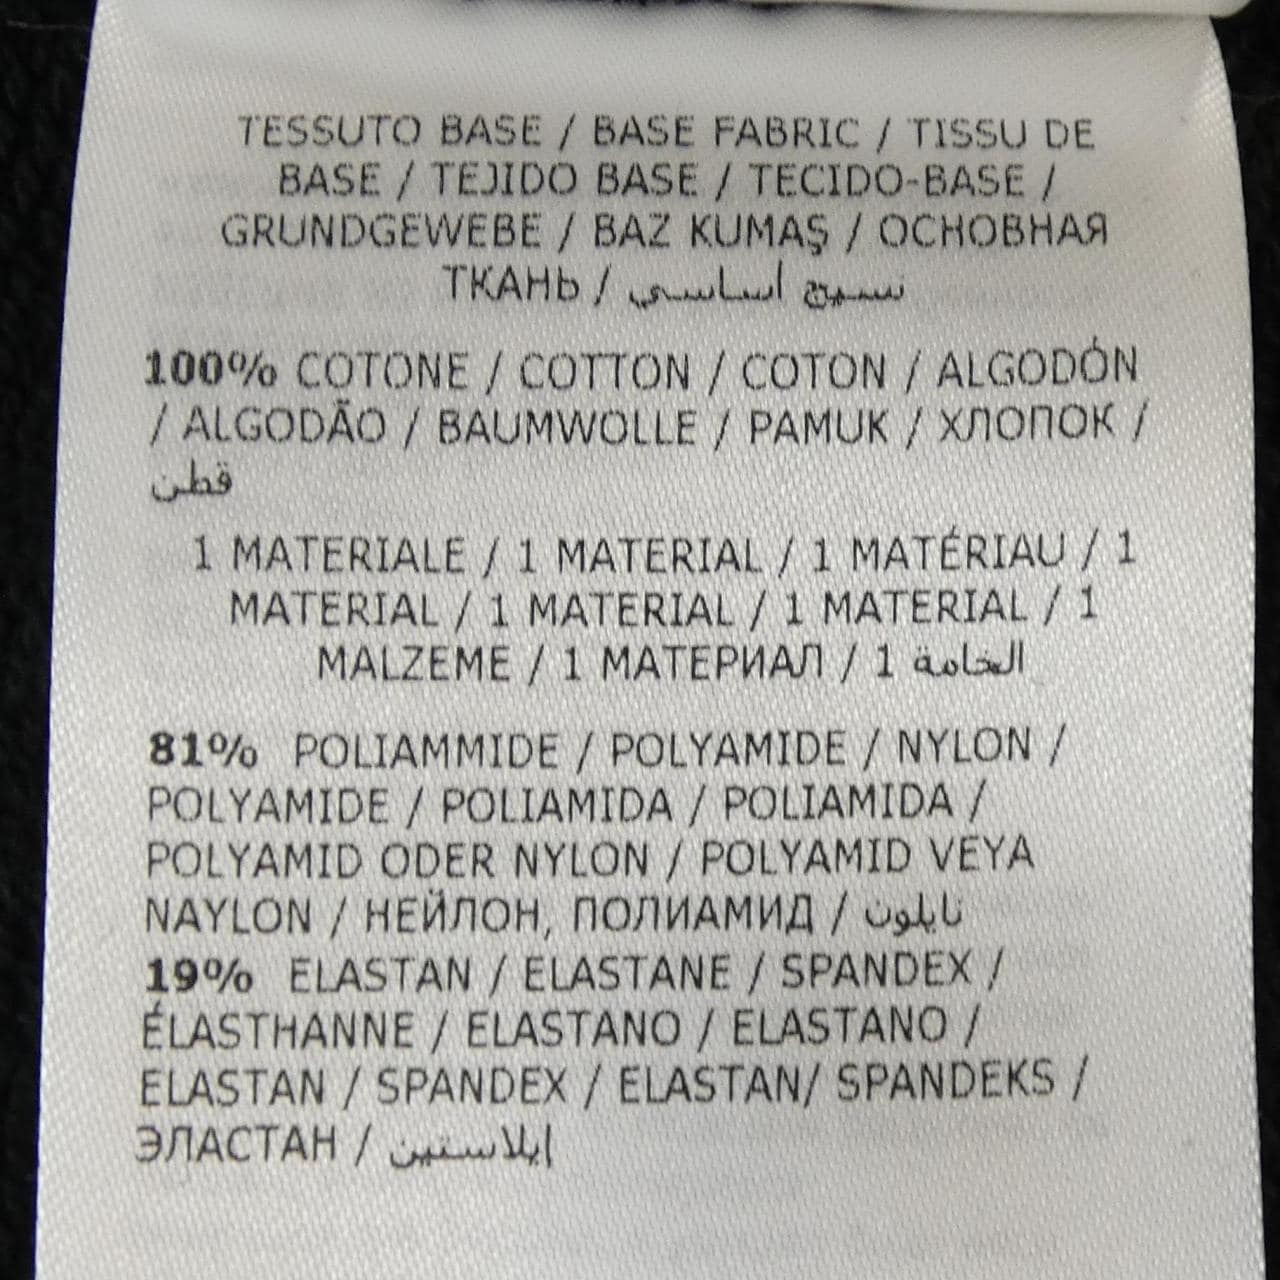 TESSUTO BASE / BASE FABRIC / TISSU DE
BASE / TEJIDO BASE / TECIDO-BASE /
GRUNDGEWEBE / BAZ KUMAŞ / ОСНОВНАЯ
ТКАНЬ / نسيج أساسي
100% COTONE / COTTON / COTON / ALGODÓN
/ ALGODÃO / BAUMWOLLE / PAMUK / ХЛОПОК /
قطن
1 MATERIALE / 1 MATERIAL / 1 MATÉRIAU / 1
MATERIAL / 1 MATERIAL / 1 MATERIAL / 1
MALZEME / 1 МАТЕРИАЛ / 1 الخامة
81% POLIAMMIDE / POLYAMIDE / NYLON /
POLYAMIDE / POLIAMIDA / POLIAMIDA /
POLYAMID ODER NYLON / POLYAMID VEYA
NAYLON / НЕЙЛОН, ПОЛИАМИД / نايلون
19% ELASTAN / ELASTANE / SPANDEX /
ÉLASTHANNE / ELASTANO / ELASTANO /
ELASTAN / SPANDEX / ELASTAN/ SPANDEKS /
ЭЛАСТАН / ايلاستين